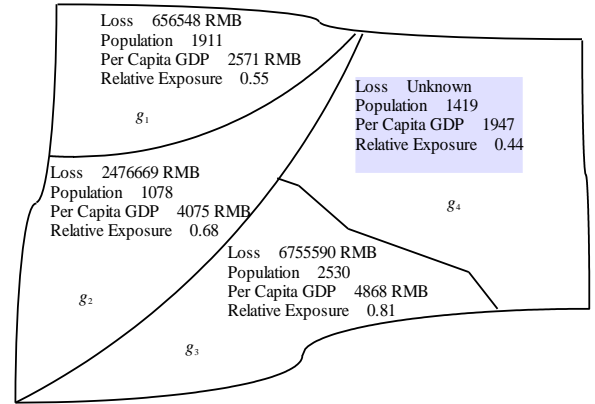 Loss 656548 RMB
Population 1911
Per Capita GDP 2571 RMB
Relative Exposure 0.55
g1
Loss Unknown
Population 1419
Per Capita GDP 1947
Relative Exposure 0.44
g4
Loss 2476669 RMB
Population 1078
Per Capita GDP 4075 RMB
Relative Exposure 0.68
g2
Loss 6755590 RMB
Population 2530
Per Capita GDP 4868 RMB
Relative Exposure 0.81
g3